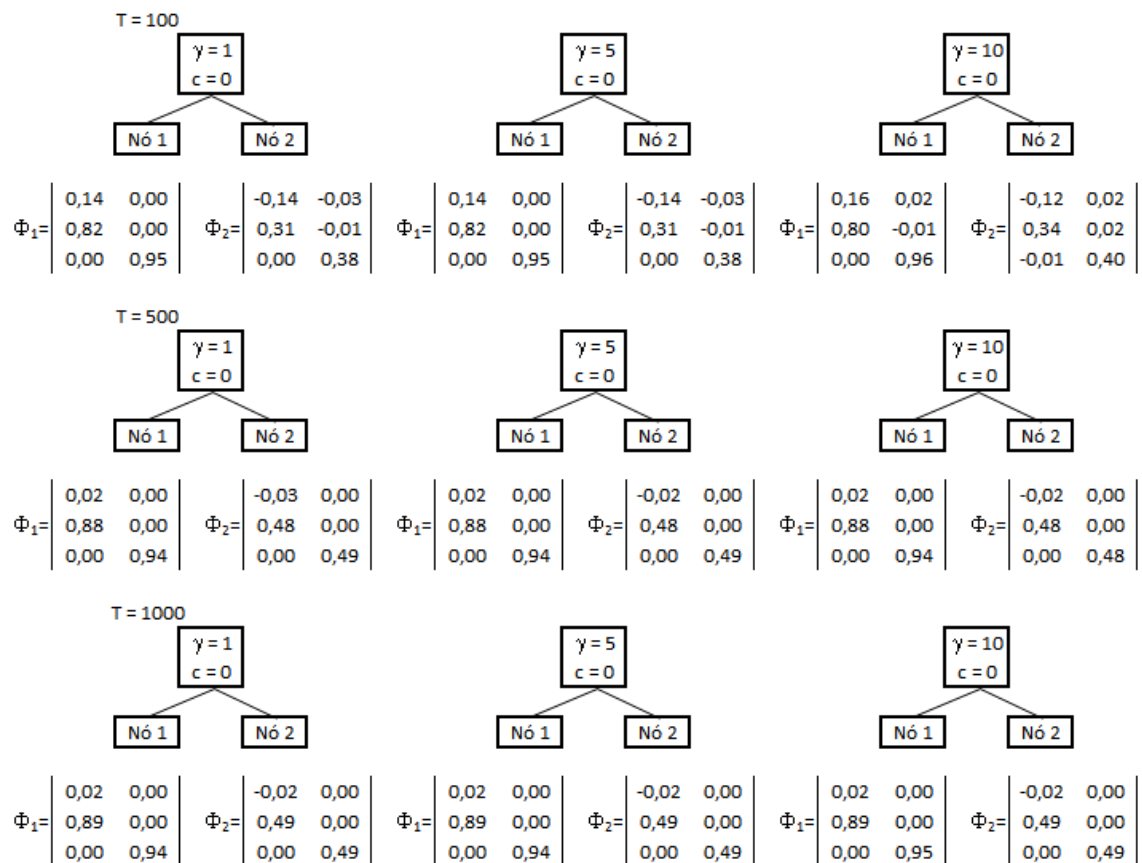 T = 100
γ = 1
c = 0
γ = 5
c = 0
γ = 10
c = 0
Nó 1 Nó 2 Nó 1 Nó 2 Nó 1 Nó 2
0,14 0,00 -0,14 -0,03 0,14 0,00 -0,14 -0,03 0,16 0,02 -0,12 0,02
Φ₁= 0,82 0,00 Φ₂= 0,31 -0,01 Φ₁= 0,82 0,00 Φ₂= 0,31 -0,01 Φ₁= 0,80 -0,01 Φ₂= 0,34 0,02
0,00 0,95 0,00 0,38 0,00 0,95 0,00 0,38 0,00 0,96 -0,01 0,40
T = 500
γ = 1
c = 0
γ = 5
c = 0
γ = 10
c = 0
Nó 1 Nó 2 Nó 1 Nó 2 Nó 1 Nó 2
0,02 0,00 -0,03 0,00 0,02 0,00 -0,02 0,00 0,02 0,00 -0,02 0,00
Φ₁= 0,88 0,00 Φ₂= 0,48 0,00 Φ₁= 0,88 0,00 Φ₂= 0,48 0,00 Φ₁= 0,88 0,00 Φ₂= 0,48 0,00
0,00 0,94 0,00 0,49 0,00 0,94 0,00 0,49 0,00 0,94 0,00 0,48
T = 1000
γ = 1
c = 0
γ = 5
c = 0
γ = 10
c = 0
Nó 1 Nó 2 Nó 1 Nó 2 Nó 1 Nó 2
0,02 0,00 -0,02 0,00 0,02 0,00 -0,02 0,00 0,02 0,00 -0,02 0,00
Φ₁= 0,89 0,00 Φ₂= 0,49 0,00 Φ₁= 0,89 0,00 Φ₂= 0,49 0,00 Φ₁= 0,89 0,00 Φ₂= 0,49 0,00
0,00 0,94 0,00 0,49 0,00 0,94 0,00 0,49 0,00 0,95 0,00 0,49